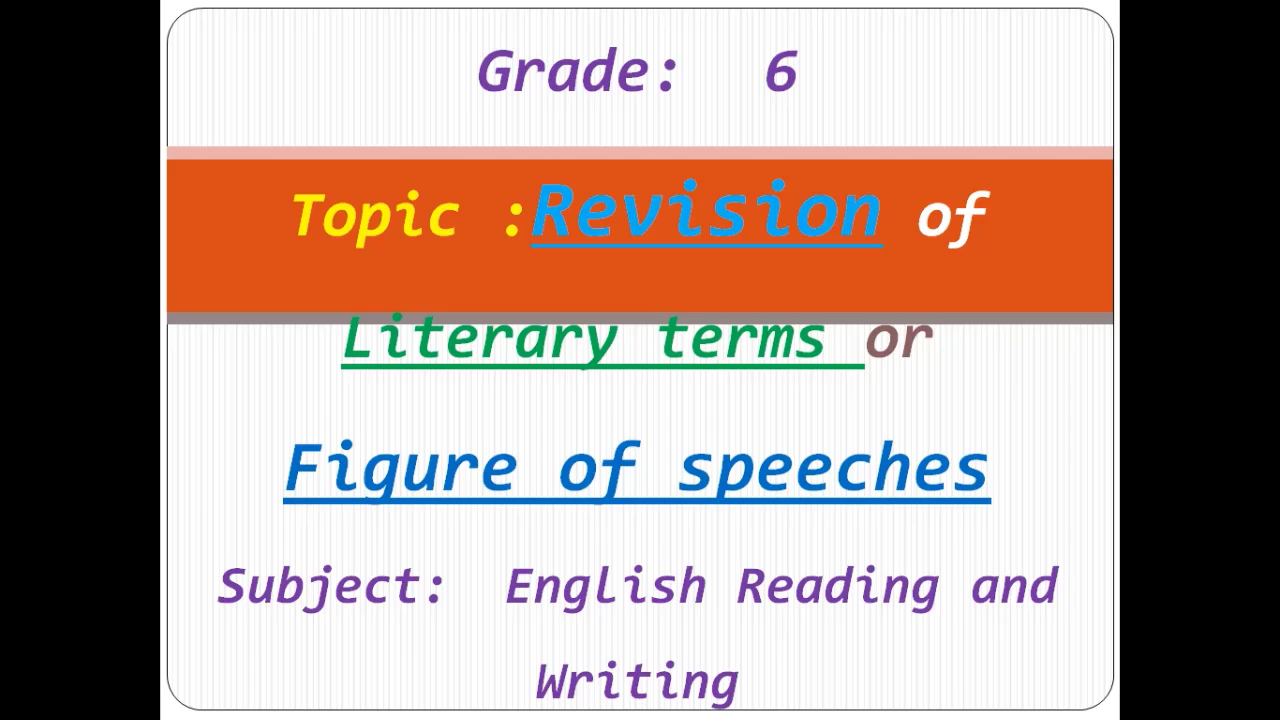 Grade: 6
Topic :Revision of
Literary terms or
Figure of speeches
Subject: English Reading and
Writing